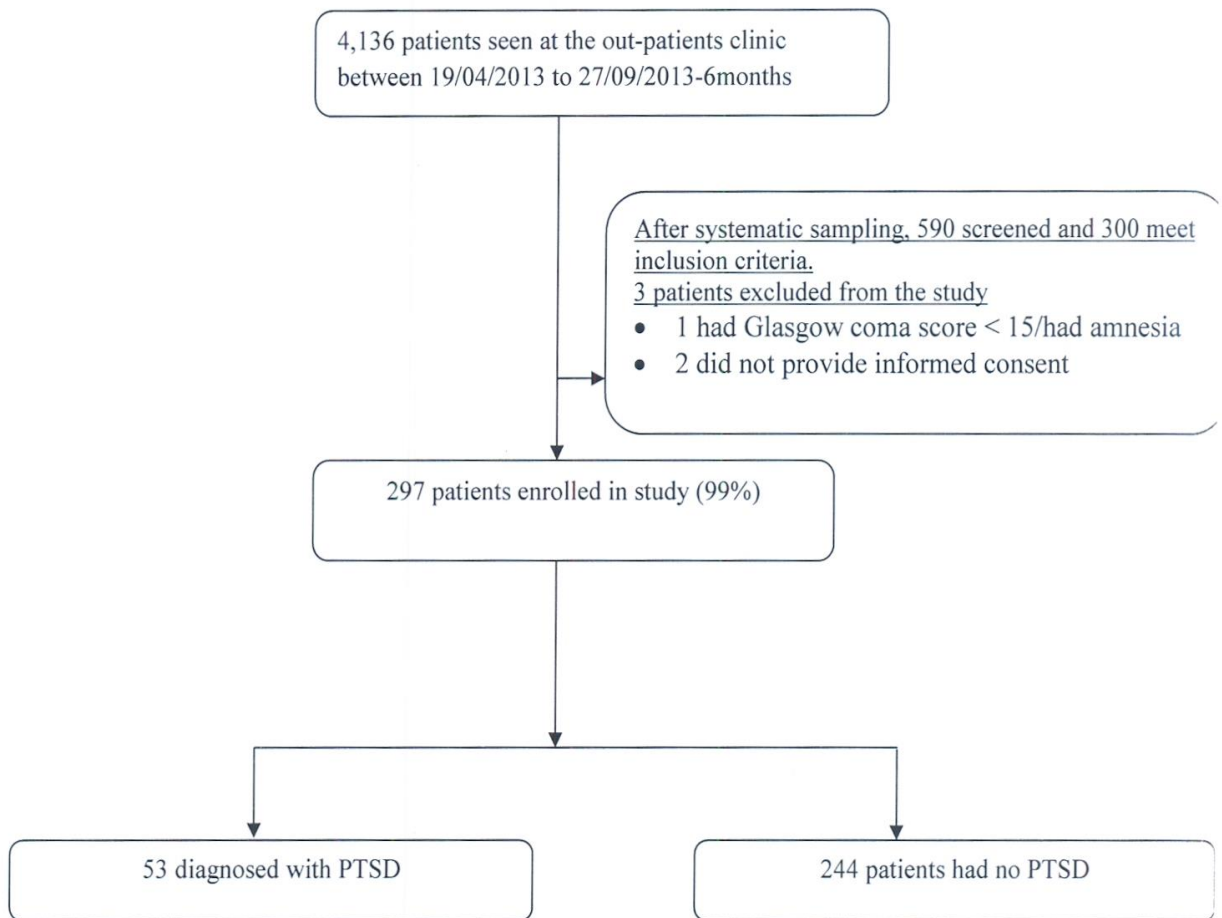 4,136 patients seen at the out-patients clinic
between 19/04/2013 to 27/09/2013-6months
After systematic sampling, 590 screened and 300 meet
inclusion criteria.
3 patients excluded from the study
• 1 had Glasgow coma score < 15/had amnesia
• 2 did not provide informed consent
297 patients enrolled in study (99%)
53 diagnosed with PTSD
244 patients had no PTSD